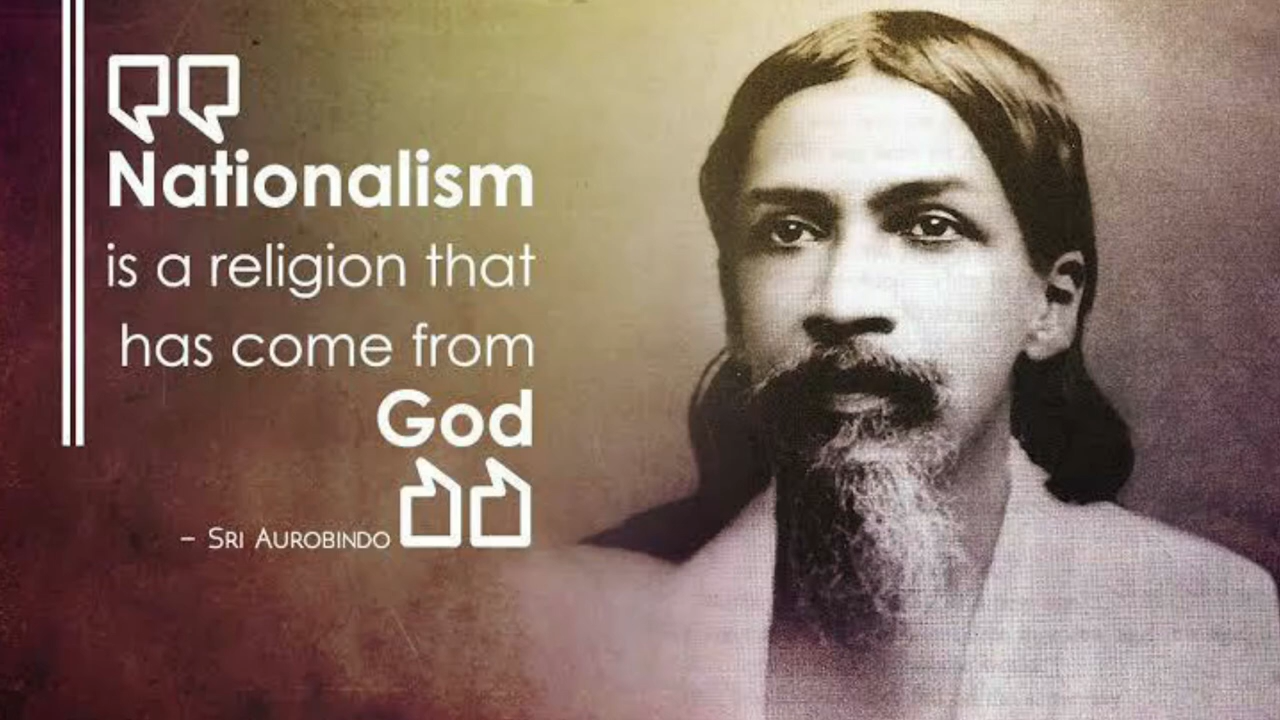 Nationalism
is a religion that
has come from
God
– Sri Aurobindo